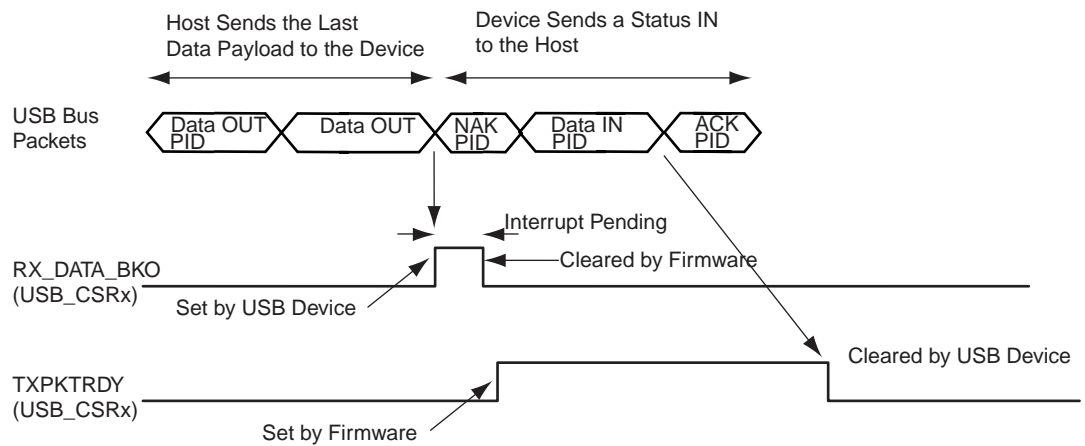 Host Sends the Last
Data Payload to the Device
Device Sends a Status IN
to the Host
USB Bus
Packets
Data OUT
PID
Data OUT
NAK
PID
Data IN
PID
ACK
PID
Interrupt Pending
RX_DATA_BKO
(USB_CSRx)
Cleared by Firmware
Set by USB Device
Cleared by USB Device
TXPKTRDY
(USB_CSRx)
Set by Firmware